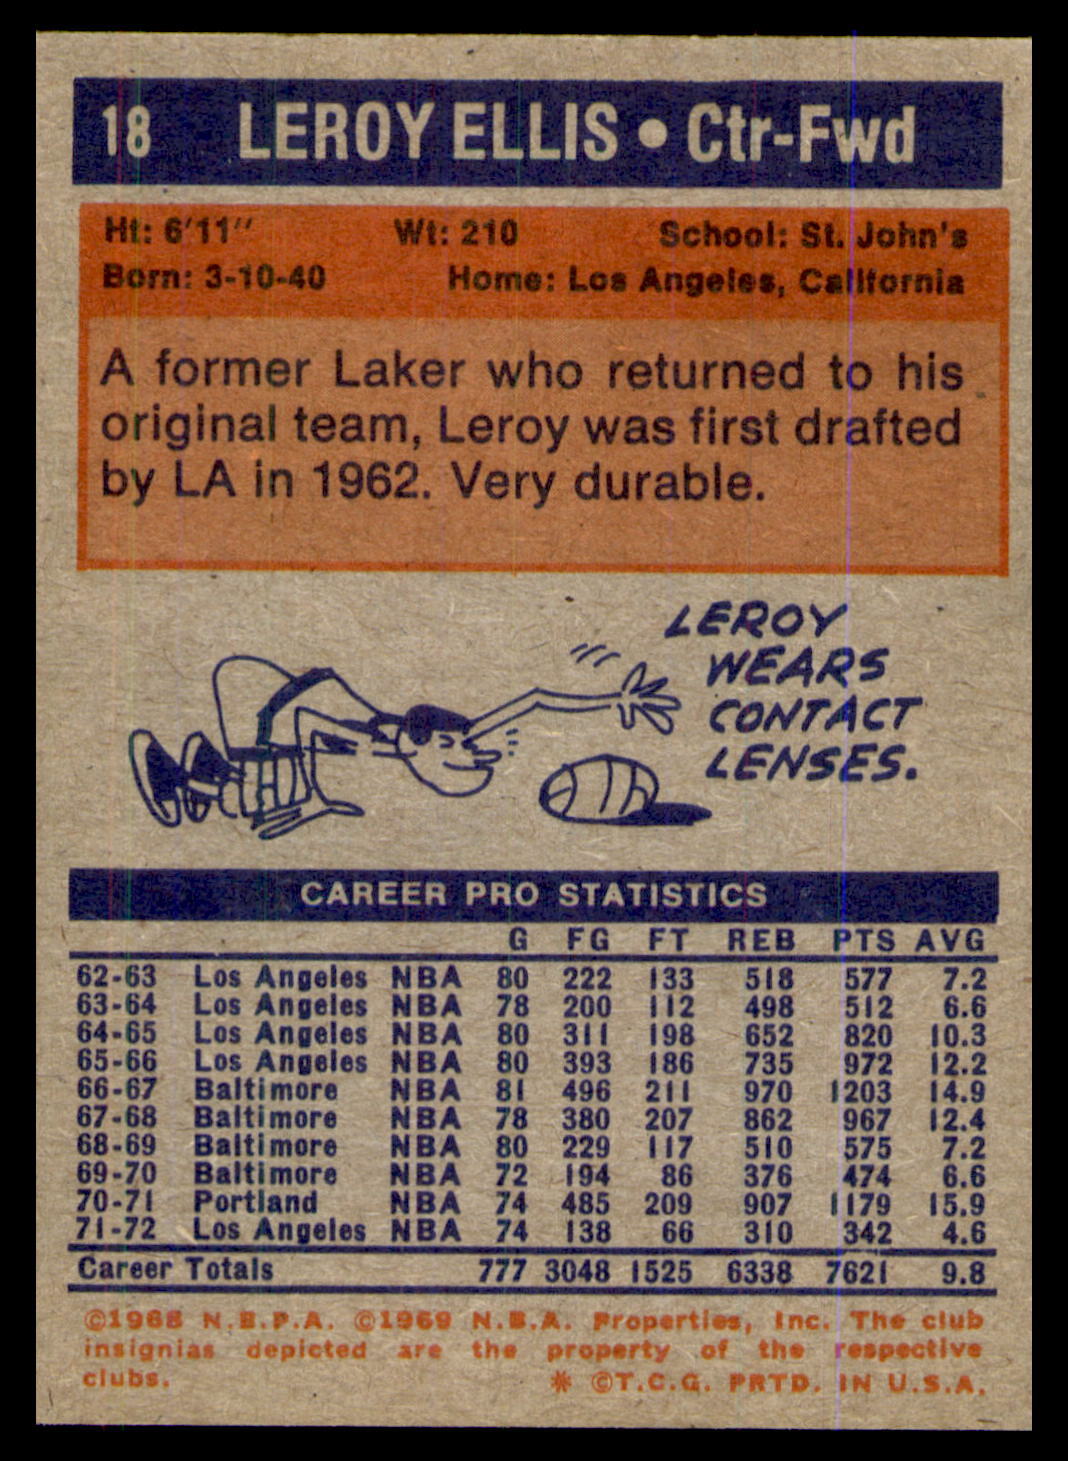 18 LEROY ELLIS • Ctr-Fwd
Ht: 6'11" Wt: 210 School: St. John's
Born: 3-10-40 Home: Los Angeles, California
A former Laker who returned to his
original team, Leroy was first drafted
by LA in 1962. Very durable.
LEROY
WEARS
CONTACT
LENSES.
CAREER PRO STATISTICS
G FG FT REB PTS AVG
62-63 Los Angeles NBA 80 222 133 518 577 7.2
63-64 Los Angeles NBA 78 200 112 498 512 6.6
64-65 Los Angeles NBA 80 311 198 652 820 10.3
65-66 Los Angeles NBA 80 393 186 735 972 12.2
66-67 Baltimore NBA 81 496 211 970 1203 14.9
67-68 Baltimore NBA 78 380 207 862 967 12.4
68-69 Baltimore NBA 80 229 117 510 575 7.2
69-70 Baltimore NBA 72 194 86 376 474 6.6
70-71 Portland NBA 74 485 209 907 1179 15.9
71-72 Los Angeles NBA 74 138 66 310 342 4.6
Career Totals 777 3048 1525 6338 7621 9.8
©1968 N.B.P.A. ©1969 N.B.A. Properties, Inc. The club
insignias depicted are the property of the respective
clubs. * ©T.C.G. PRTD. IN U.S.A.